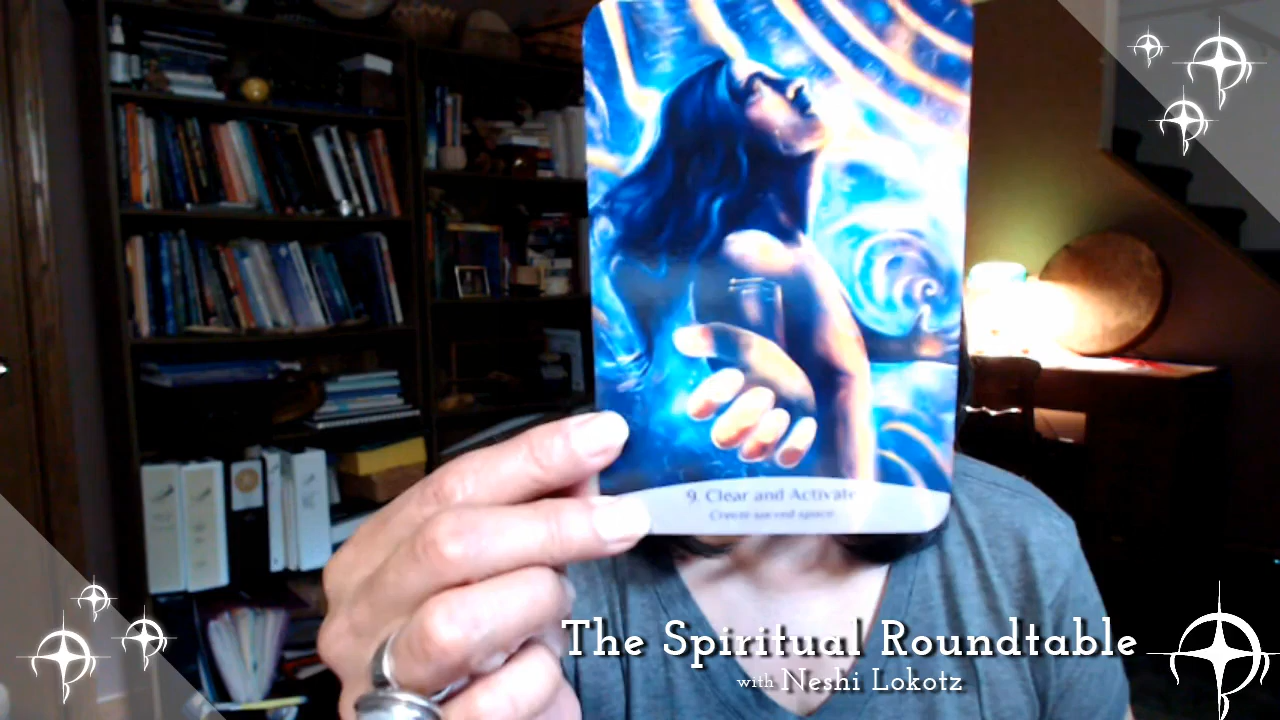 9. Clear and Activate
Create sacred space
The Spiritual Roundtable
with Neshi Lokotz